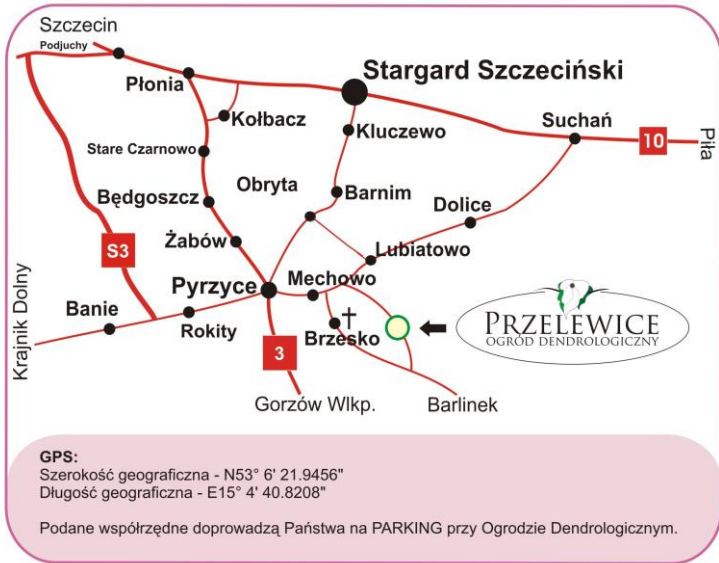 Szczecin
Podjuchy
Płonia
Stargard Szczeciński
Kołbacz
Kluczewo
Suchań
10
Piła
Stare Czarnowo
Będgoszcz
Obryta
Barnim
Dolice
Żabów
Lubiatowo
S3
Pyrzyce
Mechowo
Krajnik Dolny
Banie
Rokity
Brzesko
3
PRZELEWICE
OGRÓD DENDROLOGICZNY
Gorzów Wlkp.
Barlinek
GPS:
Szerokość geograficzna - N53° 6' 21.9456"
Długość geograficzna - E15° 4' 40.8208"
Podane współrzędne doprowadzą Państwa na PARKING przy Ogrodzie Dendrologicznym.